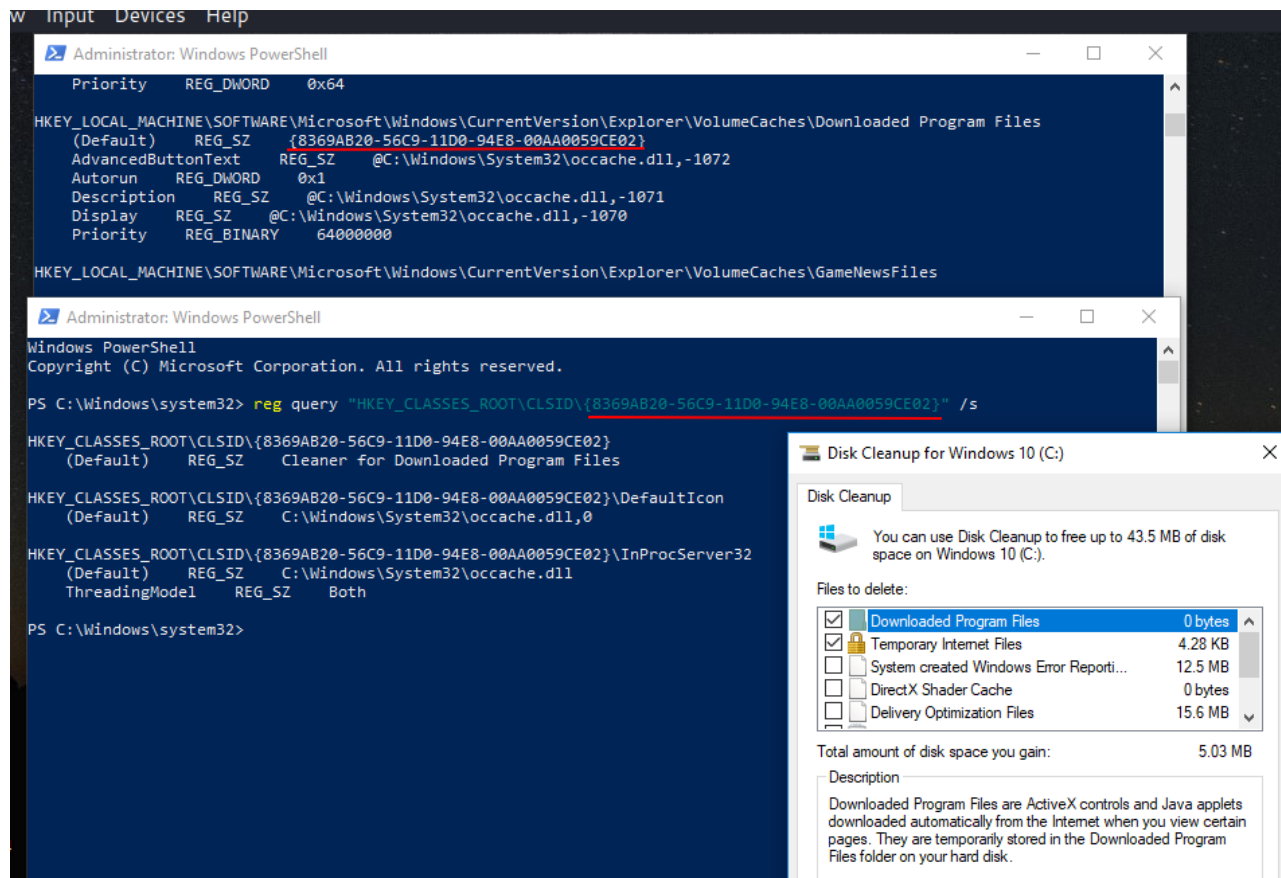 w Input Devices Help
Administrator: Windows PowerShell
Priority REG_DWORD 0x64
HKEY_LOCAL_MACHINE\SOFTWARE\Microsoft\Windows\CurrentVersion\Explorer\VolumeCaches\Downloaded Program Files
(Default) REG_SZ {8369AB20-56C9-11D0-94E8-00AA0059CE02}
AdvancedButtonText REG_SZ @C:\Windows\System32\occache.dll,-1072
Autorun REG_DWORD 0x1
Description REG_SZ @C:\Windows\System32\occache.dll,-1071
Display REG_SZ @C:\Windows\System32\occache.dll,-1070
Priority REG_BINARY 64000000
HKEY_LOCAL_MACHINE\SOFTWARE\Microsoft\Windows\CurrentVersion\Explorer\VolumeCaches\GameNewsFiles
Administrator: Windows PowerShell
Windows PowerShell
Copyright (C) Microsoft Corporation. All rights reserved.
PS C:\Windows\system32> reg query "HKEY_CLASSES_ROOT\CLSID\{8369AB20-56C9-11D0-94E8-00AA0059CE02}" /s
HKEY_CLASSES_ROOT\CLSID\{8369AB20-56C9-11D0-94E8-00AA0059CE02}
(Default) REG_SZ Cleaner for Downloaded Program Files
HKEY_CLASSES_ROOT\CLSID\{8369AB20-56C9-11D0-94E8-00AA0059CE02}\DefaultIcon
(Default) REG_SZ C:\Windows\System32\occache.dll,0
HKEY_CLASSES_ROOT\CLSID\{8369AB20-56C9-11D0-94E8-00AA0059CE02}\InProcServer32
(Default) REG_SZ C:\Windows\System32\occache.dll
ThreadingModel REG_SZ Both
PS C:\Windows\system32>
Disk Cleanup for Windows 10 (C:)
Disk Cleanup
You can use Disk Cleanup to free up to 43.5 MB of disk
space on Windows 10 (C:).
Files to delete:
Downloaded Program Files 0 bytes
Temporary Internet Files 4.28 KB
System created Windows Error Reporti... 12.5 MB
DirectX Shader Cache 0 bytes
Delivery Optimization Files 15.6 MB
Total amount of disk space you gain: 5.03 MB
Description
Downloaded Program Files are ActiveX controls and Java applets
downloaded automatically from the Internet when you view certain
pages. They are temporarily stored in the Downloaded Program
Files folder on your hard disk.